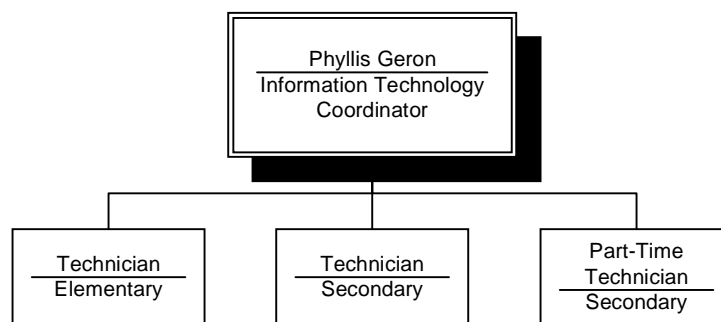 Phyllis Geron
Information Technology
Coordinator
Technician
Elementary
Technician
Secondary
Part-Time
Technician
Secondary